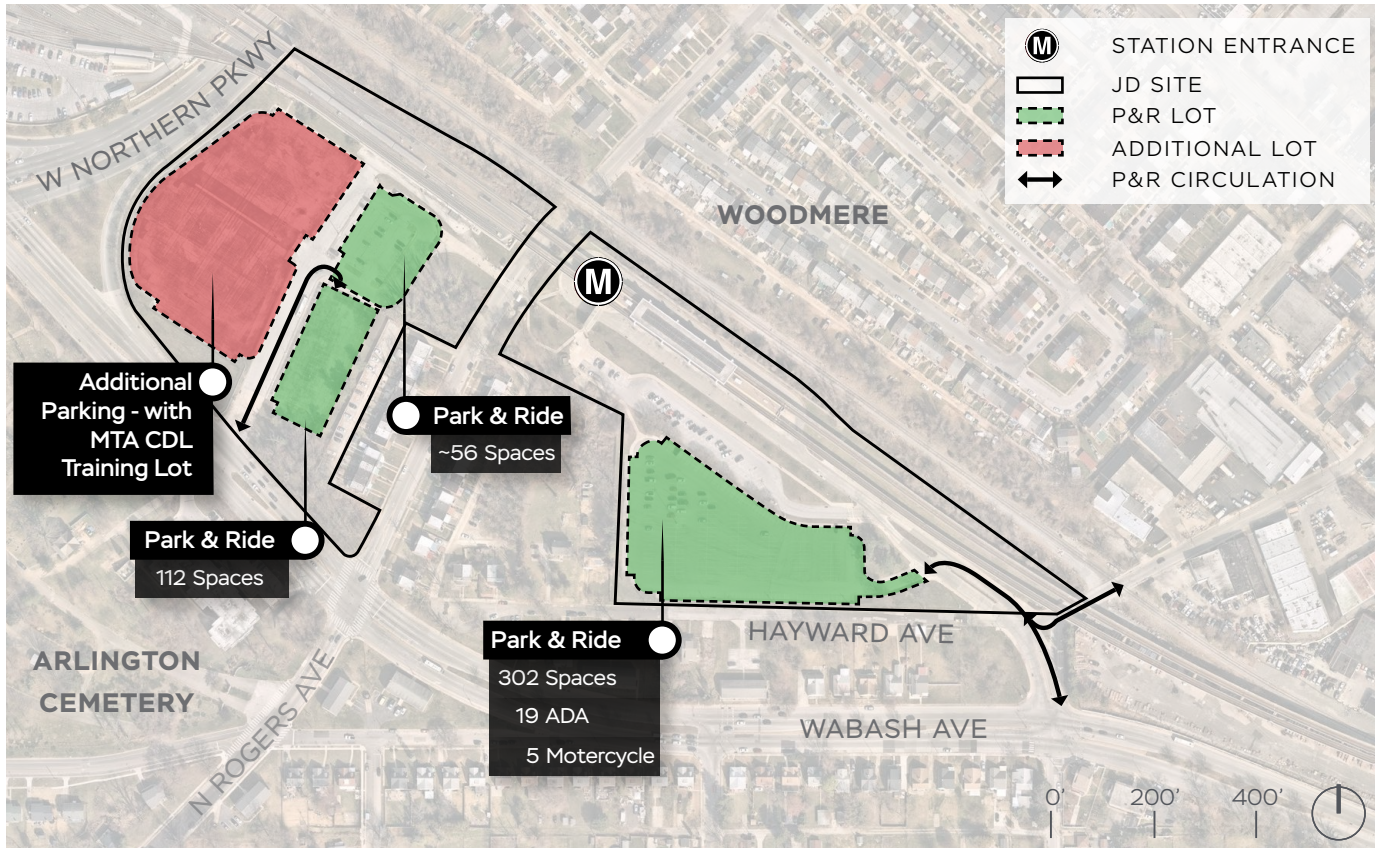 M
STATION ENTRANCE
JD SITE
P&R LOT
ADDITIONAL LOT
P&R CIRCULATION
W NORTHERN PKWY
WOODMERE
M
Additional
Parking - with
MTA CDL
Training Lot
Park & Ride
~56 Spaces
Park & Ride
112 Spaces
Park & Ride
302 Spaces
19 ADA
5 Motercycle
HAYWARD AVE
ARLINGTON
CEMETERY
N ROGERS AVE
WABASH AVE
0' 200' 400'